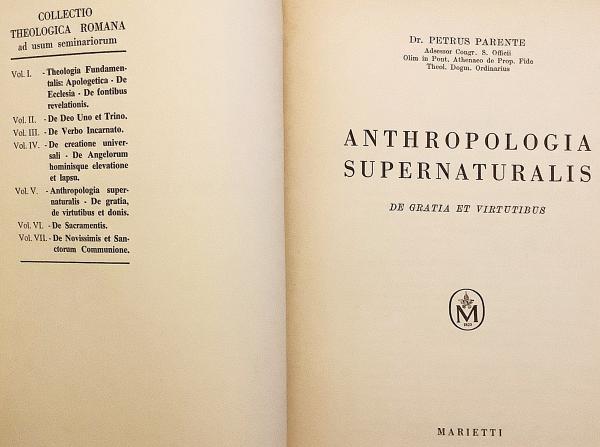 COLLECTIO
THEOLOGICA ROMANA
ad usum seminariorum
Vol. I. - Theologia Fundamen-
talis: Apologetica - De
Ecclesia - De fontibus
revelationis.
Vol. II. - De Deo Uno et Trino.
Vol. III. - De Verbo Incarnato.
Vol. IV. - De creatione univer-
sali - De Angelorum
hominisque elevatione
et lapsu.
Vol. V. - Anthropologia super-
naturalis - De gratia,
de virtutibus et donis.
Vol. VI. - De Sacramentis.
Vol. VII. - De Novissimis et San-
ctorum Communione.
Dr. PETRUS PARENTE
Adsessor Congr. S. Officii
Olim in Pont. Athenaeo de Prop. Fide
Theol. Dogm. Ordinarius
ANTHROPOLOGIA
SUPERNATURALIS
DE GRATIA ET VIRTUTIBUS
M
1820
MARIETTI